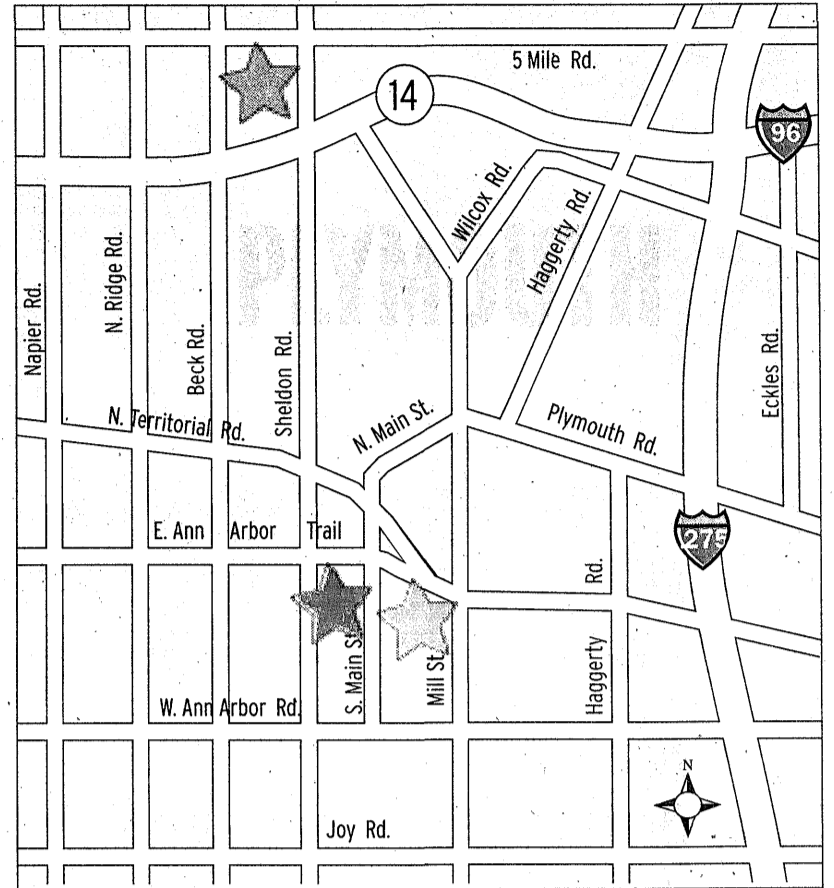 5 Mile Rd.
14
96
Wilcox Rd.
Haggerty Rd.
PLYMOUTH
N. Ridge Rd.
Napier Rd.
Beck Rd.
Sheldon Rd.
Eckles Rd.
N. Territorial Rd.
N. Main St.
Plymouth Rd.
E. Ann Arbor Trail
275
Haggerty Rd.
S. Main St.
Mill St.
W. Ann Arbor Rd.
N
Joy Rd.